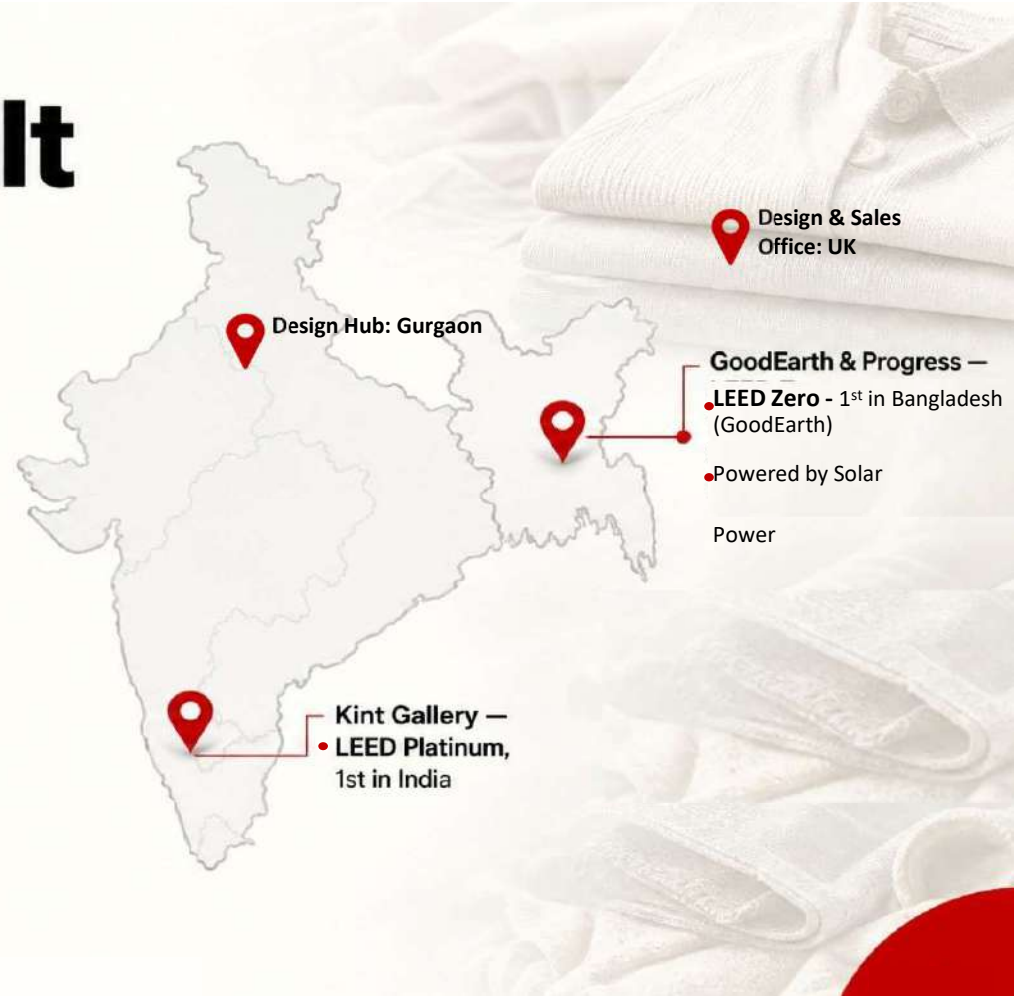 lt
Design & Sales
Office: UK
Design Hub: Gurgaon
GoodEarth & Progress —
LEED Zero - 1st in Bangladesh
(GoodEarth)
Powered by Solar
Power
Kint Gallery —
LEED Platinum,
1st in India